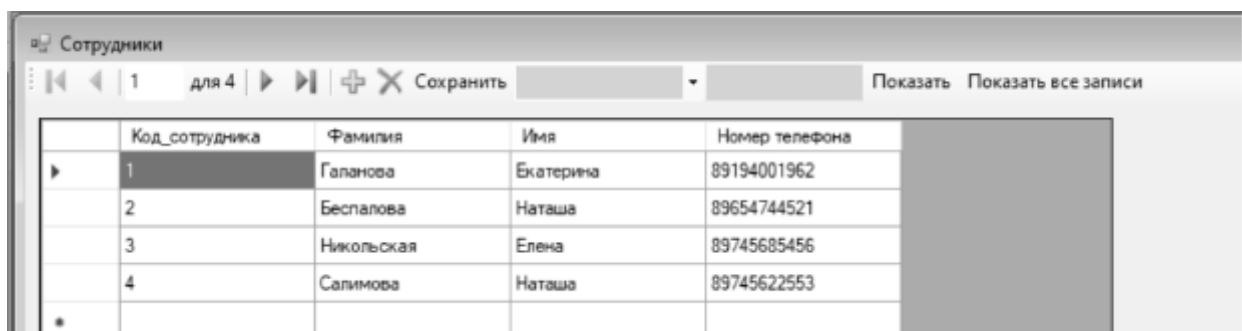 Сотрудники
1 для 4 Сохранить Показать Показать все записи
Код_сотрудника Фамилия Имя Номер телефона
1 Галанова Екатерина 89194001962
2 Беспалова Наташа 89654744521
3 Никольская Елена 89745685456
4 Салимова Наташа 89745622553